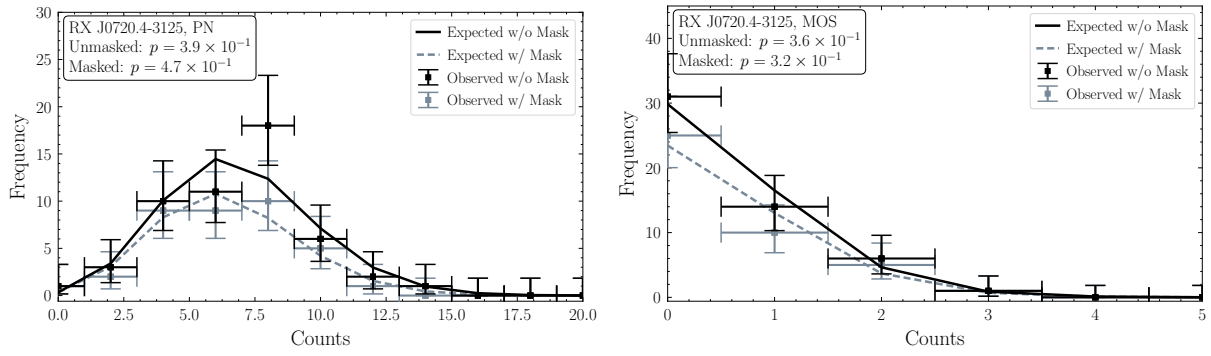 RX J0720.4-3125, PN
Unmasked: p = 3.9 × 10⁻¹
Masked: p = 4.7 × 10⁻¹
Expected w/o Mask
Expected w/ Mask
Observed w/o Mask
Observed w/ Mask
Frequency
30
25
20
15
10
5
0
0.0 2.5 5.0 7.5 10.0 12.5 15.0 17.5 20.0
Counts
RX J0720.4-3125, MOS
Unmasked: p = 3.6 × 10⁻¹
Masked: p = 3.2 × 10⁻¹
Expected w/o Mask
Expected w/ Mask
Observed w/o Mask
Observed w/ Mask
Frequency
40
30
20
10
0
0 1 2 3 4 5
Counts